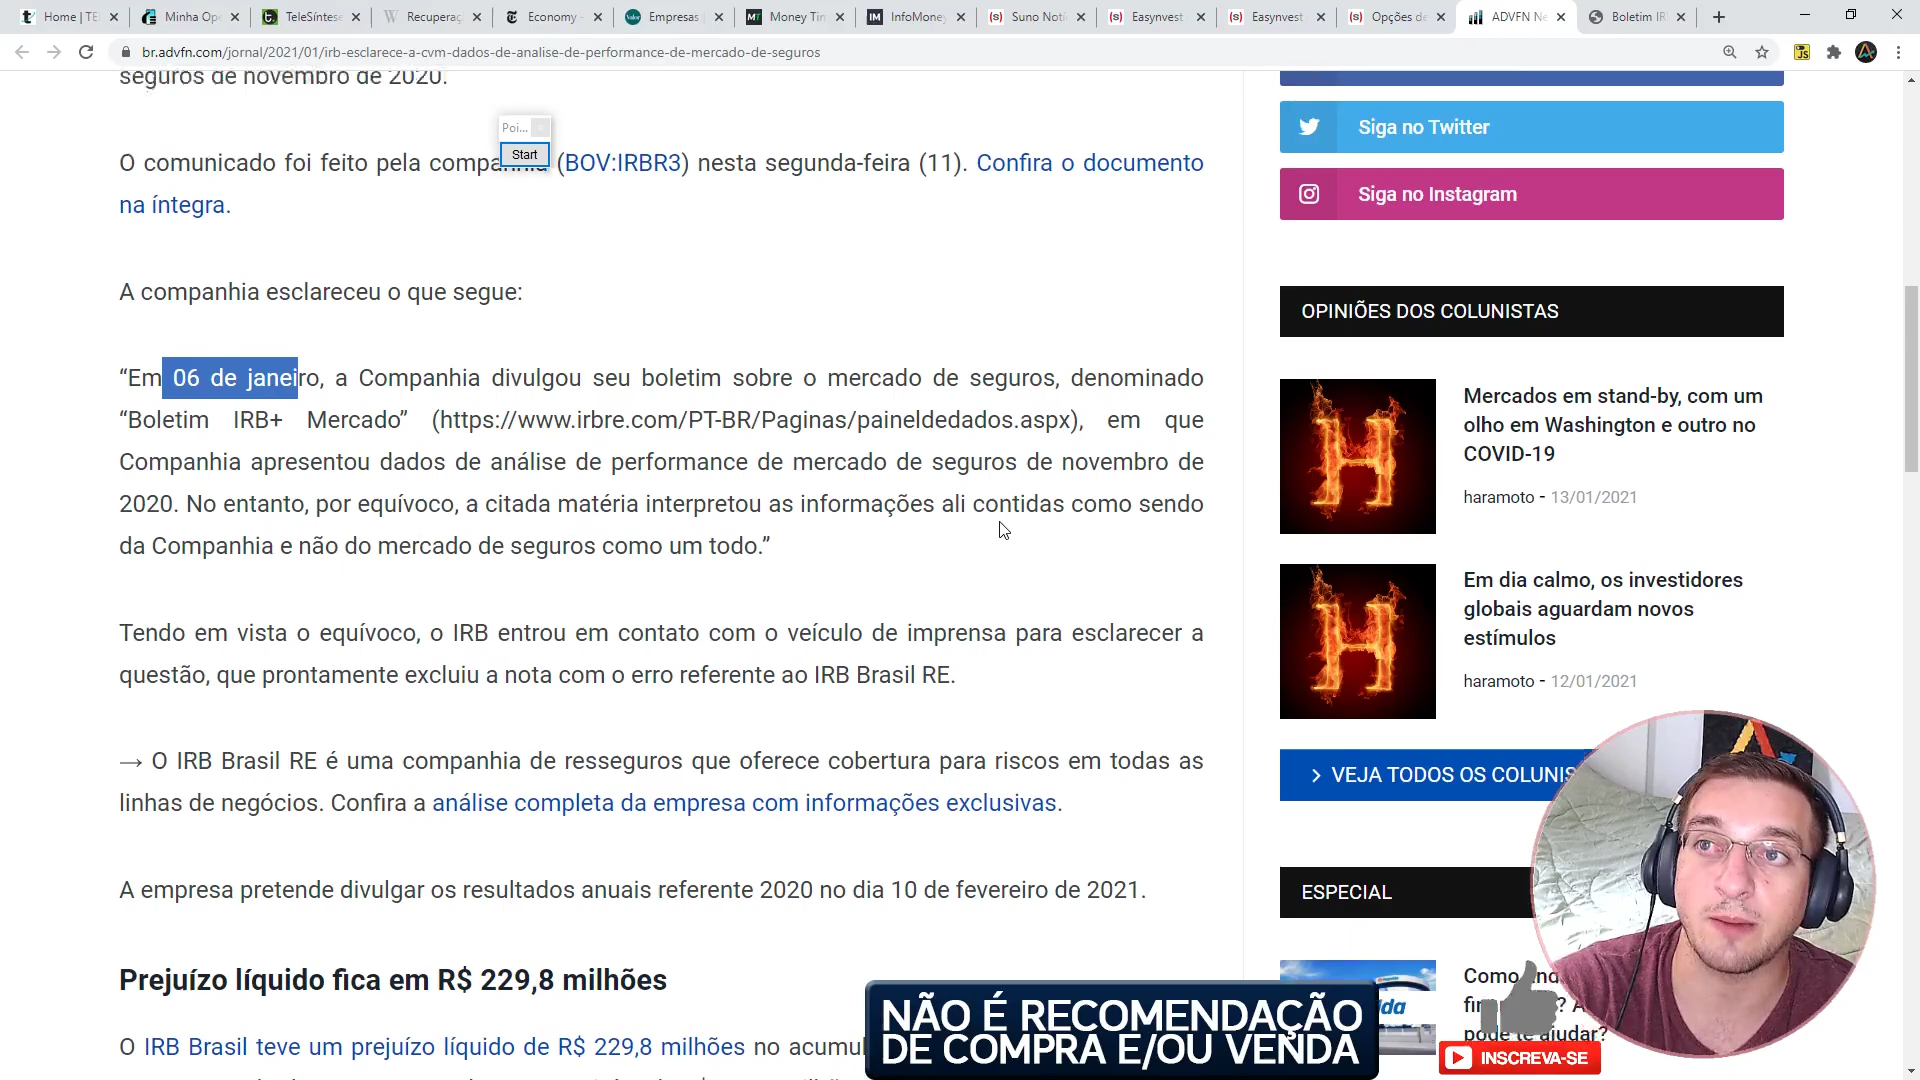 Home | TE
Minha Ope
TeleSíntese
Recuperaç
Economy -
Empresas |
Money Tim
InfoMoney
Suno Notí
Easynvest
Easynvest
Opções de
ADVFN Ne
Boletim IR
br.advfn.com/jornal/2021/01/irb-esclarece-a-cvm-dados-de-analise-de-performance-de-mercado-de-seguros
seguros de novembro de 2020.
Poi...
Start
O comunicado foi feito pela companhia (BOV:IRBR3) nesta segunda-feira (11). Confira o documento
na íntegra.
A companhia esclareceu o que segue:
“Em 06 de janeiro, a Companhia divulgou seu boletim sobre o mercado de seguros, denominado
“Boletim IRB+ Mercado” (https://www.irbre.com/PT-BR/Paginas/paineldedados.aspx), em que
Companhia apresentou dados de análise de performance de mercado de seguros de novembro de
2020. No entanto, por equívoco, a citada matéria interpretou as informações ali contidas como sendo
da Companhia e não do mercado de seguros como um todo.”
Tendo em vista o equívoco, o IRB entrou em contato com o veículo de imprensa para esclarecer a
questão, que prontamente excluiu a nota com o erro referente ao IRB Brasil RE.
→ O IRB Brasil RE é uma companhia de resseguros que oferece cobertura para riscos em todas as
linhas de negócios. Confira a análise completa da empresa com informações exclusivas.
A empresa pretende divulgar os resultados anuais referente 2020 no dia 10 de fevereiro de 2021.
Prejuízo líquido fica em R$ 229,8 milhões
O IRB Brasil teve um prejuízo líquido de R$ 229,8 milhões no acumul
Siga no Twitter
Siga no Instagram
OPINIÕES DOS COLUNISTAS
Mercados em stand-by, com um
olho em Washington e outro no
COVID-19
haramoto - 13/01/2021
Em dia calmo, os investidores
globais aguardam novos
estímulos
haramoto - 12/01/2021
VEJA TODOS OS COLUNIS
ESPECIAL
Como
pode te ajudar?
NÃO É RECOMENDAÇÃO
DE COMPRA E/OU VENDA
INSCREVA-SE